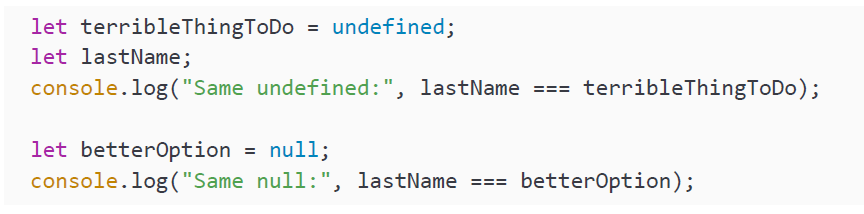 let terribleThingToDo = undefined;
let lastName;
console.log("Same undefined:", lastName === terribleThingToDo);
let betterOption = null;
console.log("Same null:", lastName === betterOption);